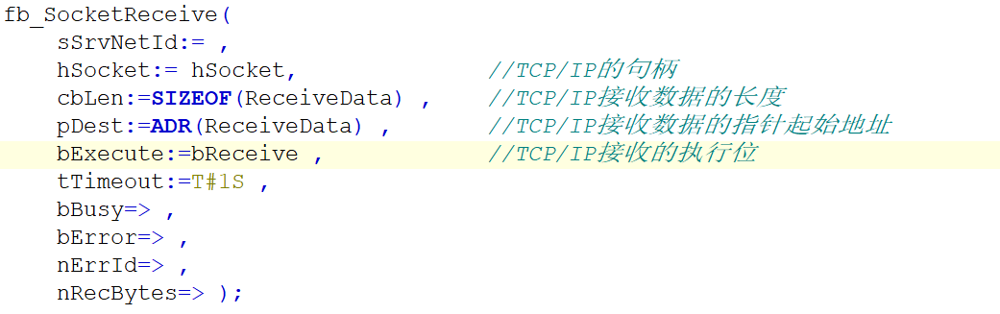 fb_SocketReceive(
    sSrvNetId:= ,
    hSocket:= hSocket,              //TCP/IP的句柄
    cbLen:=SIZEOF(ReceiveData) ,    //TCP/IP接收数据的长度
    pDest:=ADR(ReceiveData) ,       //TCP/IP接收数据的指针起始地址
    bExecute:=bReceive ,            //TCP/IP接收的执行位
    tTimeout:=T#1S ,
    bBusy=> ,
    bError=> ,
    nErrId=> ,
    nRecBytes=> );